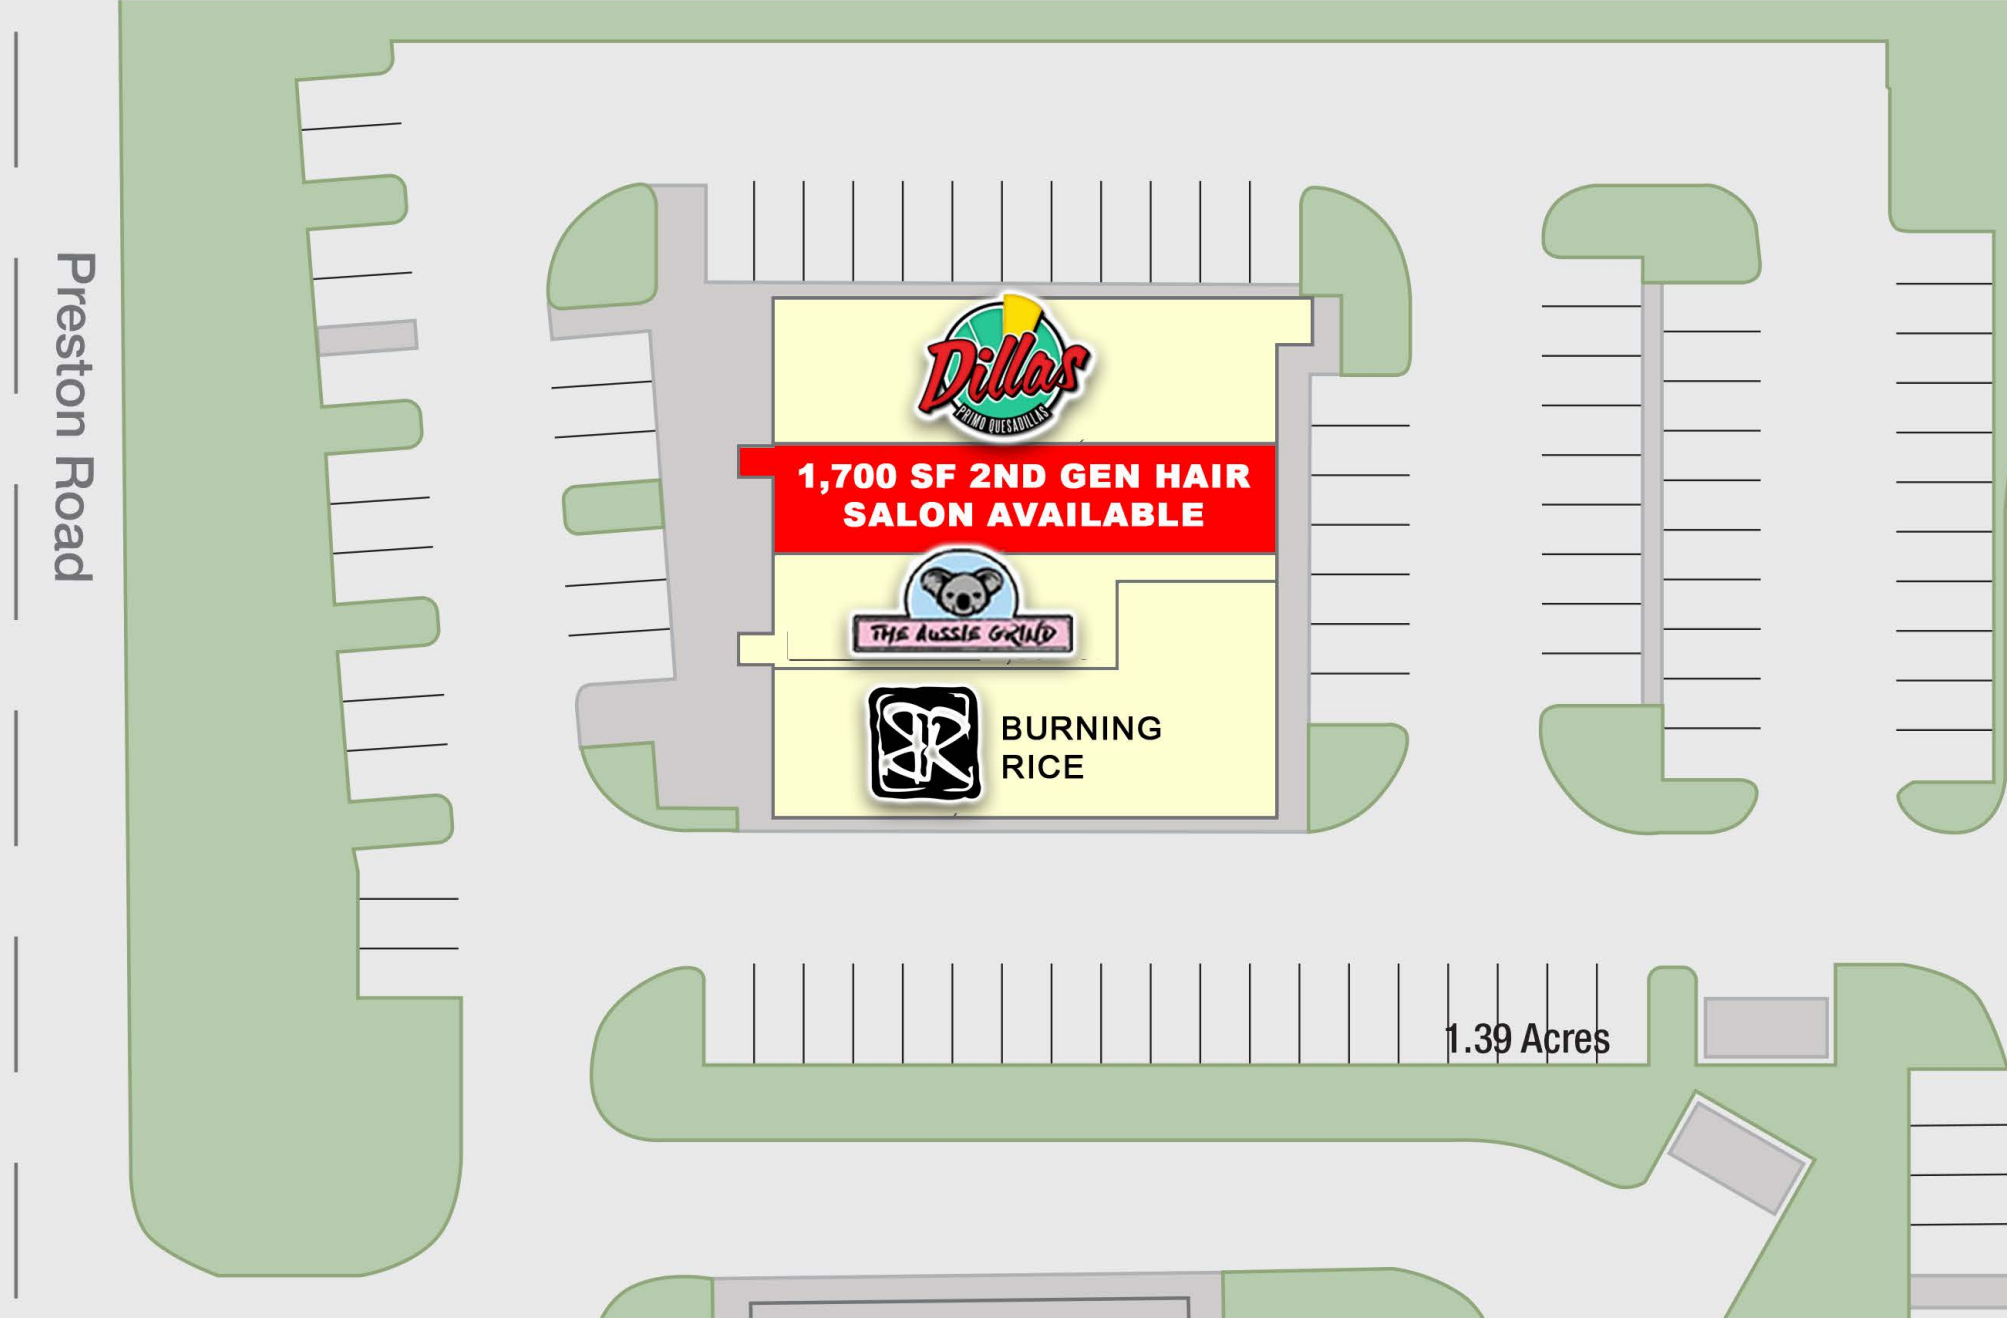 Preston Road
Dillas
PRIMO QUESADILLAS
1,700 SF 2ND GEN HAIR
SALON AVAILABLE
THE AUSSIE GRIND
BR
BURNING
RICE
1.39 Acres